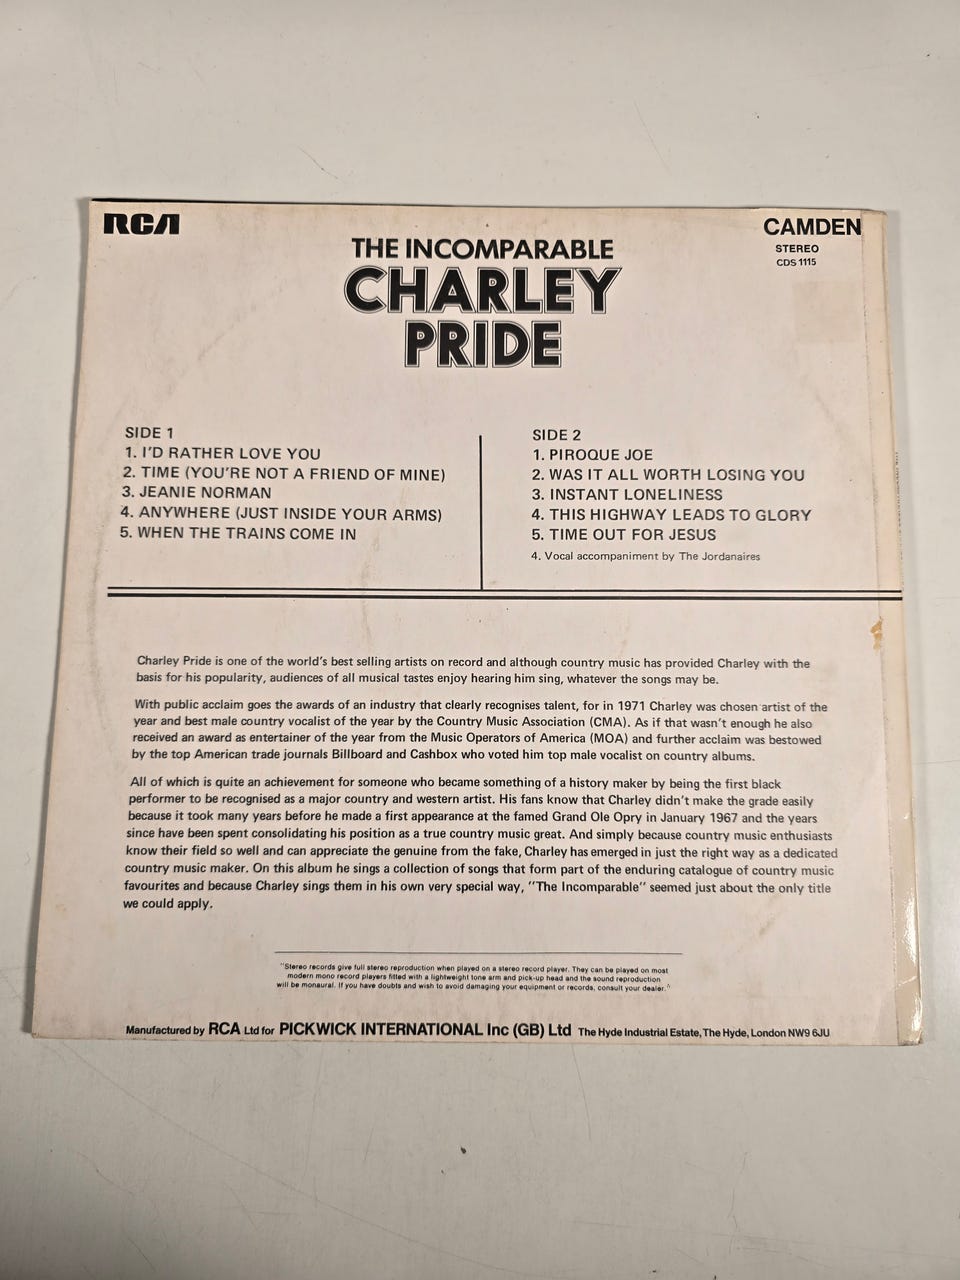 RCA
CAMDEN
STEREO
CDS 1115
THE INCOMPARABLE
CHARLEY
PRIDE
SIDE 1
1. I'D RATHER LOVE YOU
2. TIME (YOU'RE NOT A FRIEND OF MINE)
3. JEANIE NORMAN
4. ANYWHERE (JUST INSIDE YOUR ARMS)
5. WHEN THE TRAINS COME IN
SIDE 2
1. PIROQUE JOE
2. WAS IT ALL WORTH LOSING YOU
3. INSTANT LONELINESS
4. THIS HIGHWAY LEADS TO GLORY
5. TIME OUT FOR JESUS
4. Vocal accompaniment by The Jordanaires
Charley Pride is one of the world's best selling artists on record and although country music has provided Charley with the
basis for his popularity, audiences of all musical tastes enjoy hearing him sing, whatever the songs may be.
With public acclaim goes the awards of an industry that clearly recognises talent, for in 1971 Charley was chosen artist of the
year and best male country vocalist of the year by the Country Music Association (CMA). As if that wasn't enough he also
received an award as entertainer of the year from the Music Operators of America (MOA) and further acclaim was bestowed
by the top American trade journals Billboard and Cashbox who voted him top male vocalist on country albums.
All of which is quite an achievement for someone who became something of a history maker by being the first black
performer to be recognised as a major country and western artist. His fans know that Charley didn't make the grade easily
because it took many years before he made a first appearance at the famed Grand Ole Opry in January 1967 and the years
since have been spent consolidating his position as a true country music great. And simply because country music enthusiasts
know their field so well and can appreciate the genuine from the fake, Charley has emerged in just the right way as a dedicated
country music maker. On this album he sings a collection of songs that form part of the enduring catalogue of country music
favourites and because Charley sings them in his own very special way, "The Incomparable" seemed just about the only title
we could apply.
"Stereo records give full stereo reproduction when played on a stereo record player. They can be played on most
modern mono record players fitted with a lightweight tone arm and pick-up head and the sound reproduction
will be monaural. If you have doubts and wish to avoid damaging your equipment or records, consult your dealer."
Manufactured by RCA Ltd for PICKWICK INTERNATIONAL Inc (GB) Ltd The Hyde Industrial Estate, The Hyde, London NW9 6JU